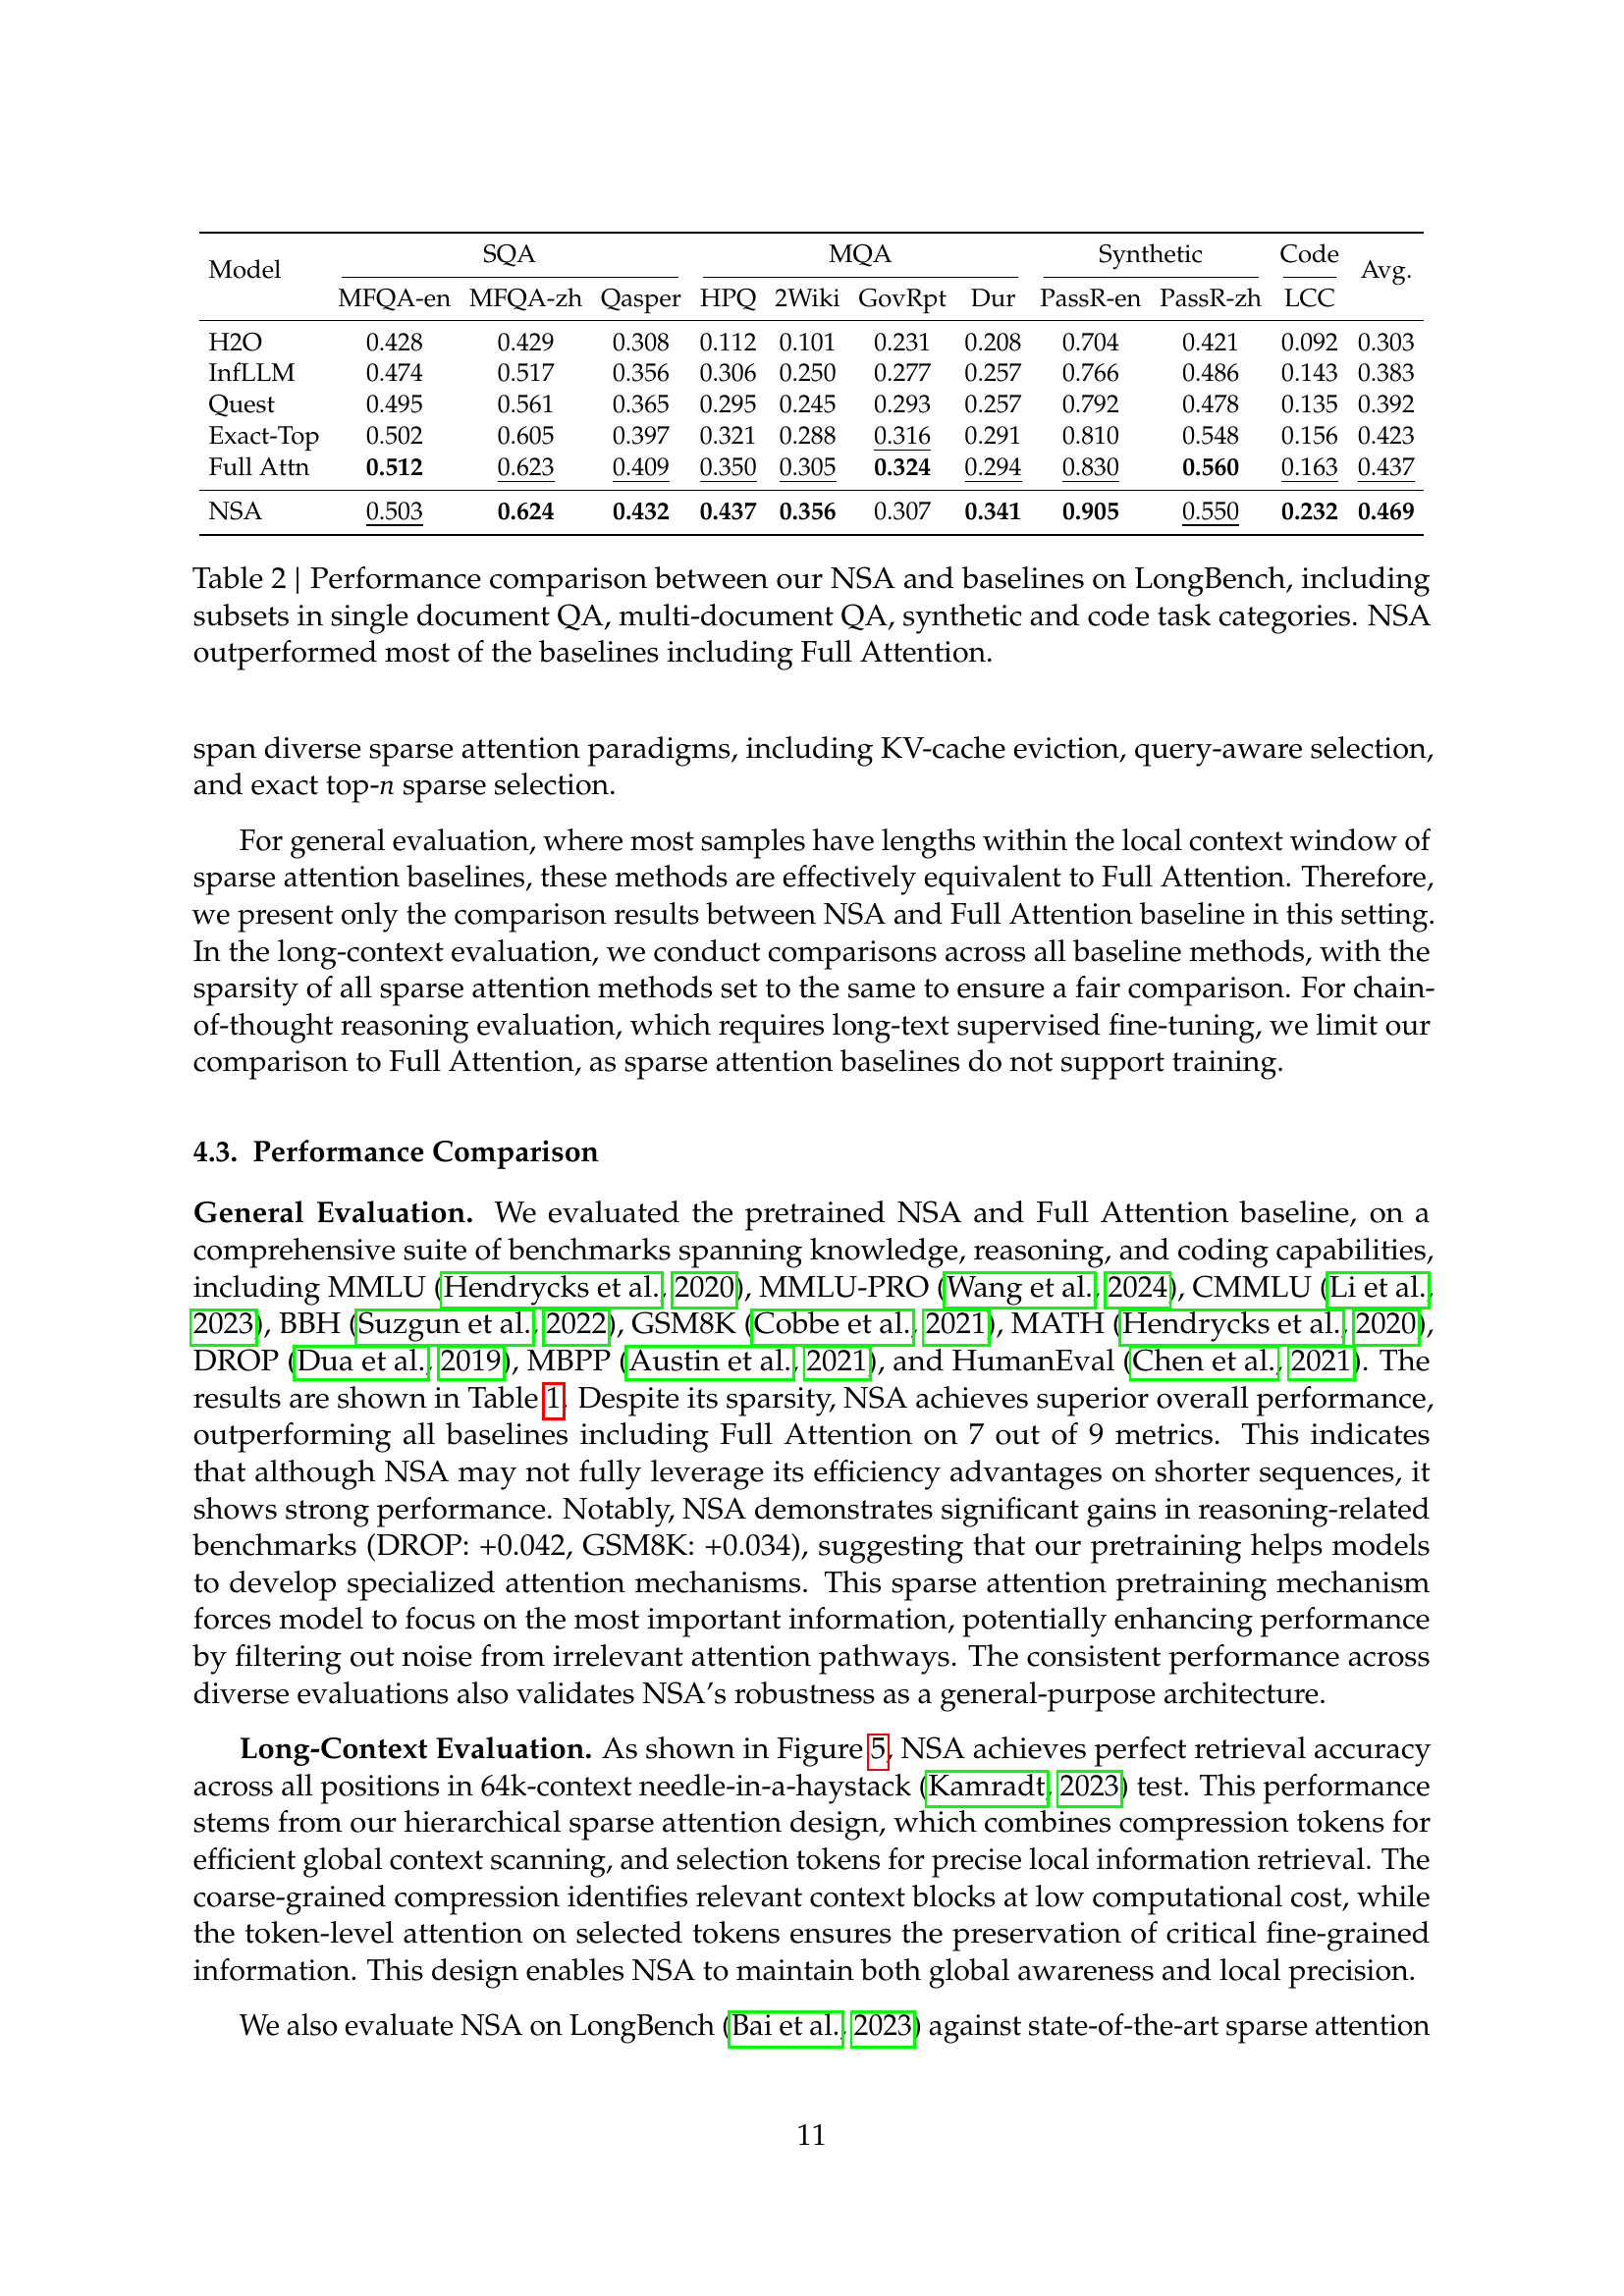 Model SQA MQA Synthetic Code Avg.
MFQA-en MFQA-zh Qasper HPQ 2Wiki GovRpt Dur PassR-en PassR-zh LCC
H2O 0.428 0.429 0.308 0.112 0.101 0.231 0.208 0.704 0.421 0.092 0.303
InfLLM 0.474 0.517 0.356 0.306 0.250 0.277 0.257 0.766 0.486 0.143 0.383
Quest 0.495 0.561 0.365 0.295 0.245 0.293 0.257 0.792 0.478 0.135 0.392
Exact-Top 0.502 0.605 0.397 0.321 0.288 0.316 0.291 0.810 0.548 0.156 0.423
Full Attn 0.512 0.623 0.409 0.350 0.305 0.324 0.294 0.830 0.560 0.163 0.437
NSA 0.503 0.624 0.432 0.437 0.356 0.307 0.341 0.905 0.550 0.232 0.469
Table 2 | Performance comparison between our NSA and baselines on LongBench, including
subsets in single document QA, multi-document QA, synthetic and code task categories. NSA
outperformed most of the baselines including Full Attention.
span diverse sparse attention paradigms, including KV-cache eviction, query-aware selection,
and exact top-n sparse selection.
For general evaluation, where most samples have lengths within the local context window of
sparse attention baselines, these methods are effectively equivalent to Full Attention. Therefore,
we present only the comparison results between NSA and Full Attention baseline in this setting.
In the long-context evaluation, we conduct comparisons across all baseline methods, with the
sparsity of all sparse attention methods set to the same to ensure a fair comparison. For chain-
of-thought reasoning evaluation, which requires long-text supervised fine-tuning, we limit our
comparison to Full Attention, as sparse attention baselines do not support training.
4.3. Performance Comparison
General Evaluation. We evaluated the pretrained NSA and Full Attention baseline, on a
comprehensive suite of benchmarks spanning knowledge, reasoning, and coding capabilities,
including MMLU (Hendrycks et al., 2020), MMLU-PRO (Wang et al., 2024), CMMLU (Li et al.,
2023), BBH (Suzgun et al., 2022), GSM8K (Cobbe et al., 2021), MATH (Hendrycks et al., 2020),
DROP (Dua et al., 2019), MBPP (Austin et al., 2021), and HumanEval (Chen et al., 2021). The
results are shown in Table 1. Despite its sparsity, NSA achieves superior overall performance,
outperforming all baselines including Full Attention on 7 out of 9 metrics. This indicates
that although NSA may not fully leverage its efficiency advantages on shorter sequences, it
shows strong performance. Notably, NSA demonstrates significant gains in reasoning-related
benchmarks (DROP: +0.042, GSM8K: +0.034), suggesting that our pretraining helps models
to develop specialized attention mechanisms. This sparse attention pretraining mechanism
forces model to focus on the most important information, potentially enhancing performance
by filtering out noise from irrelevant attention pathways. The consistent performance across
diverse evaluations also validates NSA's robustness as a general-purpose architecture.
Long-Context Evaluation. As shown in Figure 5, NSA achieves perfect retrieval accuracy
across all positions in 64k-context needle-in-a-haystack (Kamradt, 2023) test. This performance
stems from our hierarchical sparse attention design, which combines compression tokens for
efficient global context scanning, and selection tokens for precise local information retrieval. The
coarse-grained compression identifies relevant context blocks at low computational cost, while
the token-level attention on selected tokens ensures the preservation of critical fine-grained
information. This design enables NSA to maintain both global awareness and local precision.
We also evaluate NSA on LongBench (Bai et al., 2023) against state-of-the-art sparse attention
11